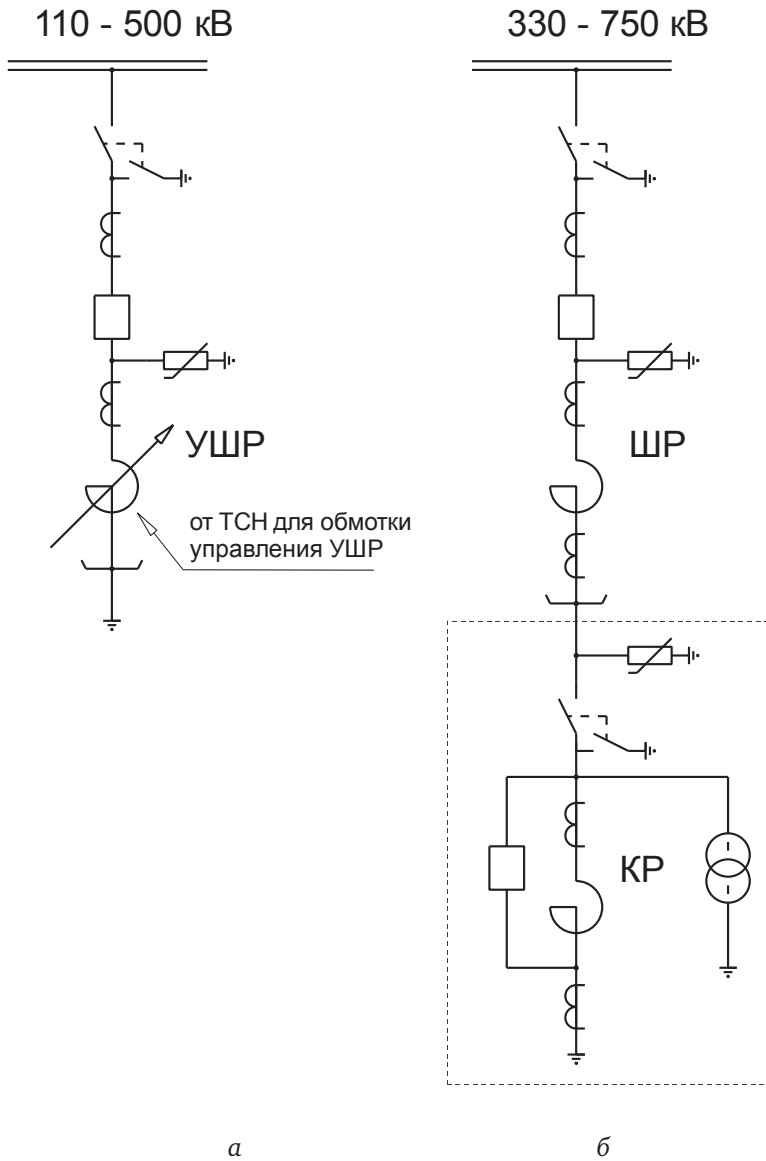 110 - 500 кВ
330 - 750 кВ
УШР
ШР
от ТСН для обмотки
управления УШР
КР
а
б